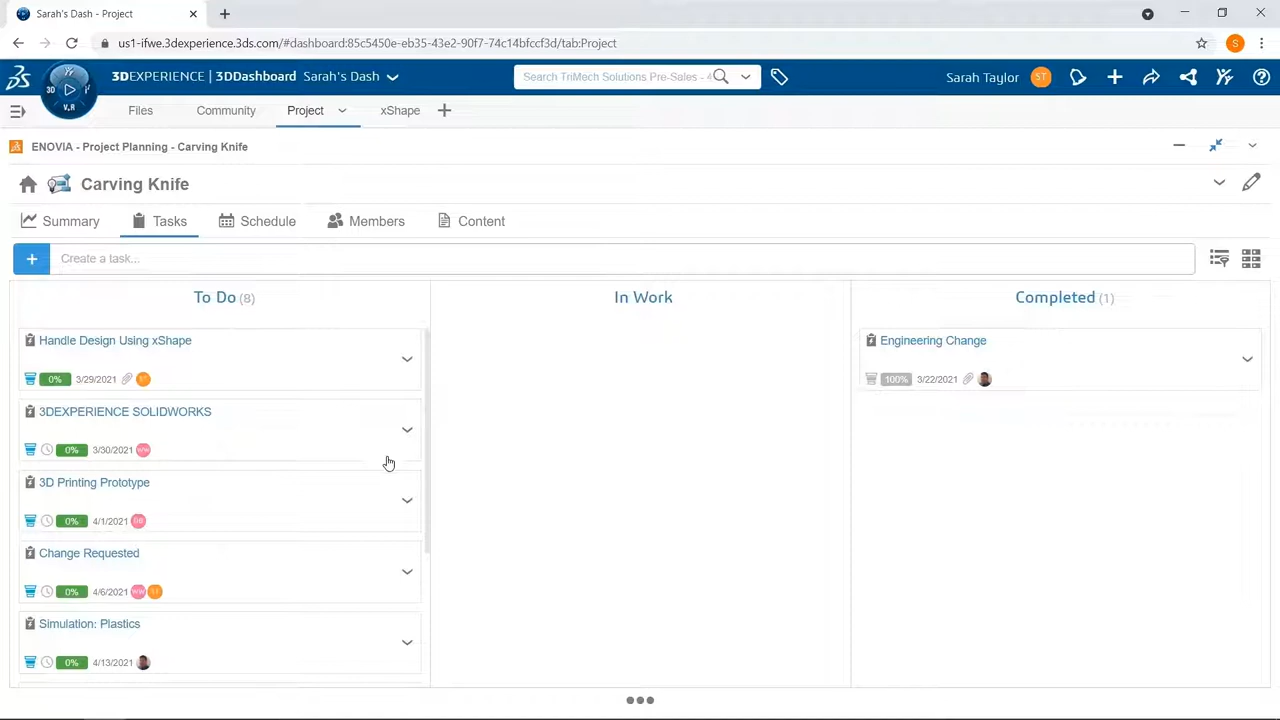 Sarah's Dash - Project
us1-ifwe.3dexperience.3ds.com/#dashboard:85c5450e-eb35-43e2-90f7-74c14bfccf3d/tab:Project
S
3D
V.R
3DEXPERIENCE | 3DDashboard Sarah's Dash
Search TriMech Solutions Pre-Sales - 4
Sarah Taylor ST
Files Community Project xShape
ENOVIA - Project Planning - Carving Knife
Carving Knife
Summary Tasks Schedule Members Content
+ Create a task...
To Do (8) In Work Completed (1)
Handle Design Using xShape
0% 3/29/2021
3DEXPERIENCE SOLIDWORKS
0% 3/30/2021 WW
3D Printing Prototype
0% 4/1/2021
Change Requested
0% 4/6/2021 WW
Simulation: Plastics
0% 4/13/2021
Engineering Change
100% 3/22/2021